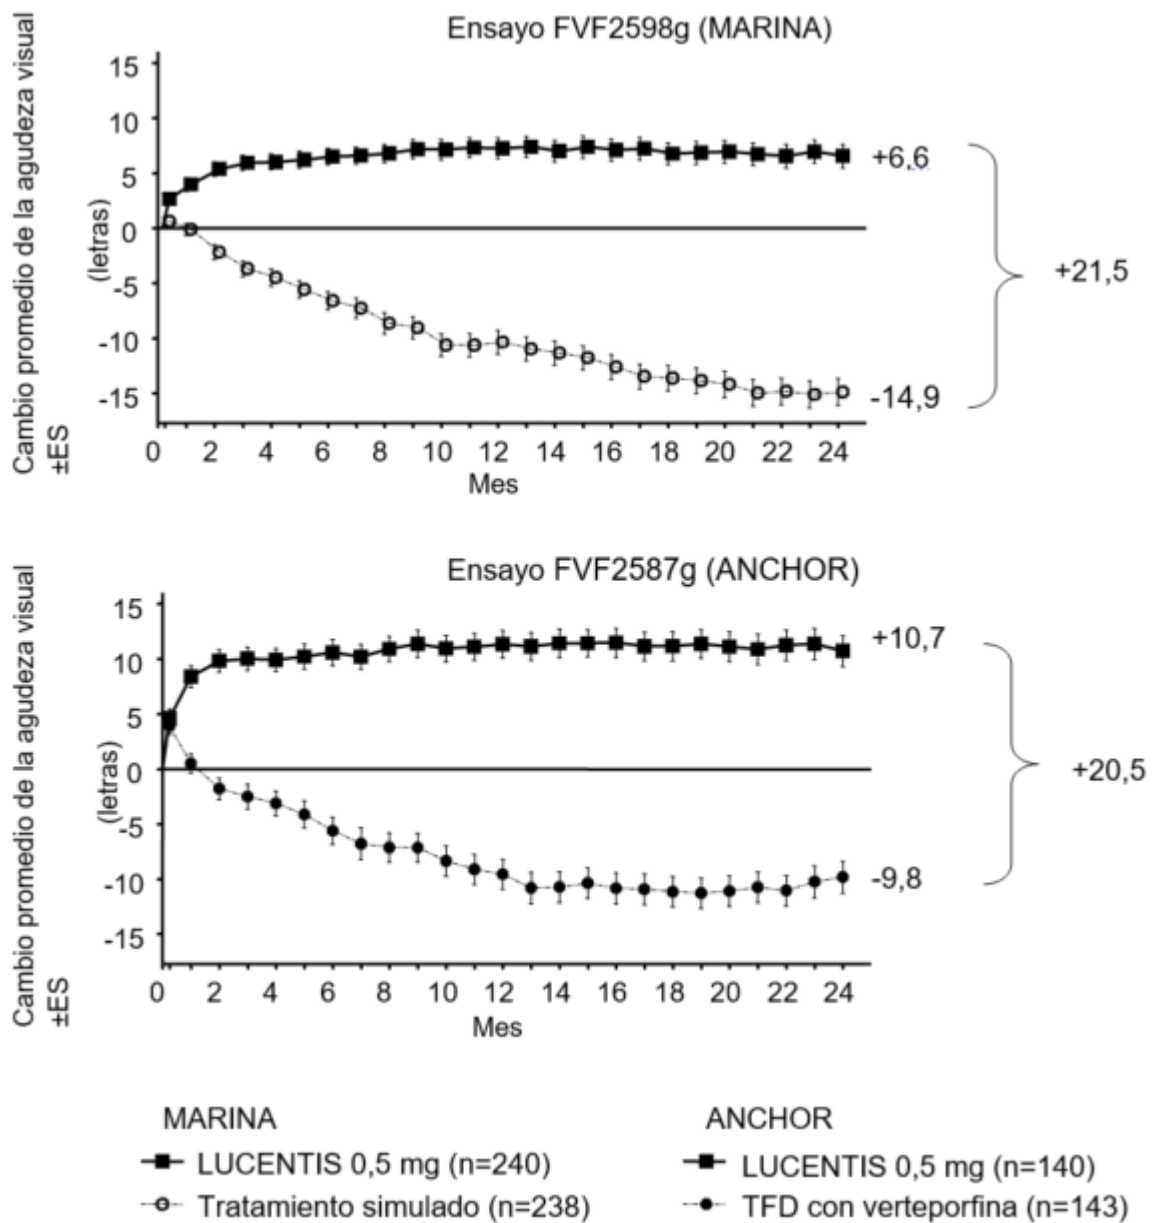 Ensayo FVF2598g (MARINA)
Cambio promedio de la agudeza visual
±ES
(letras)
15
10
5
0
-5
-10
-15
+6,6
+21,5
-14,9
0 2 4 6 8 10 12 14 16 18 20 22 24
Mes
Ensayo FVF2587g (ANCHOR)
Cambio promedio de la agudeza visual
±ES
(letras)
15
10
5
0
-5
-10
-15
+10,7
+20,5
-9,8
0 2 4 6 8 10 12 14 16 18 20 22 24
Mes
MARINA
LUCENTIS 0,5 mg (n=240)
Tratamiento simulado (n=238)
ANCHOR
LUCENTIS 0,5 mg (n=140)
TFD con verteporfina (n=143)